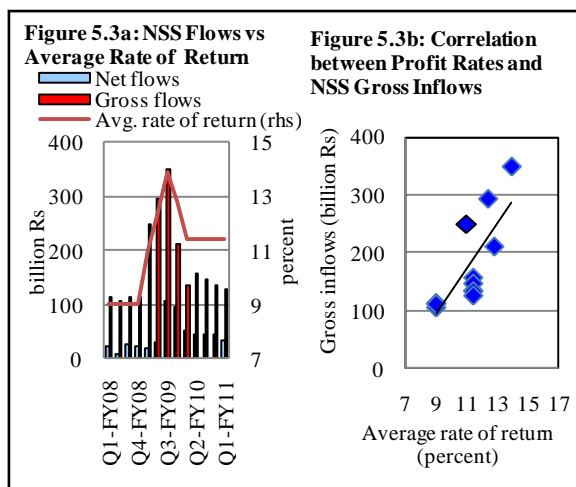 Figure 5.3a: NSS Flows vs
Average Rate of Return
Net flows
Gross flows
Avg. rate of return (rhs)
400
300
200
100
0
billion Rs
15
13
11
9
7
percent
Q1-FY08
Q4-FY08
Q3-FY09
Q2-FY10
Q1-FY11
Figure 5.3b: Correlation
between Profit Rates and
NSS Gross Inflows
Gross inflows (billion Rs)
400
300
200
100
0
7 9 11 13 15 17
Average rate of return
(percent)